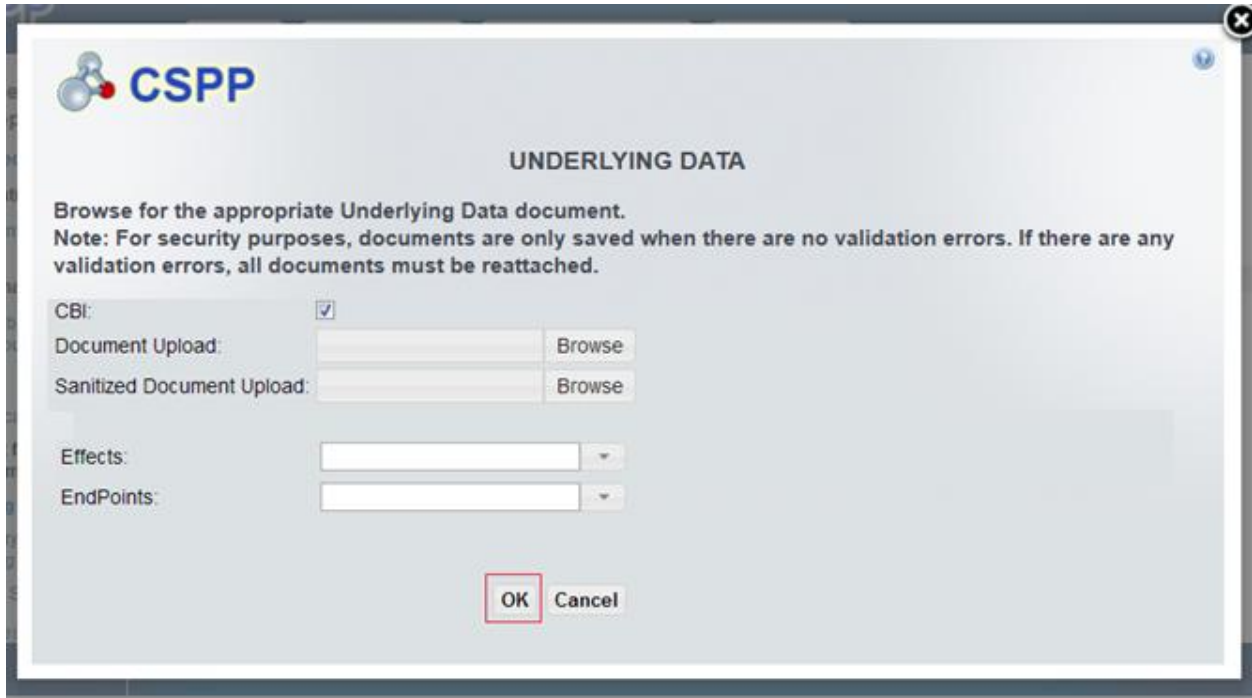 CSPP
UNDERLYING DATA
Browse for the appropriate Underlying Data document.
Note: For security purposes, documents are only saved when there are no validation errors. If there are any
validation errors, all documents must be reattached.
CBI:
Document Upload: Browse
Sanitized Document Upload: Browse
Effects:
EndPoints:
OK Cancel